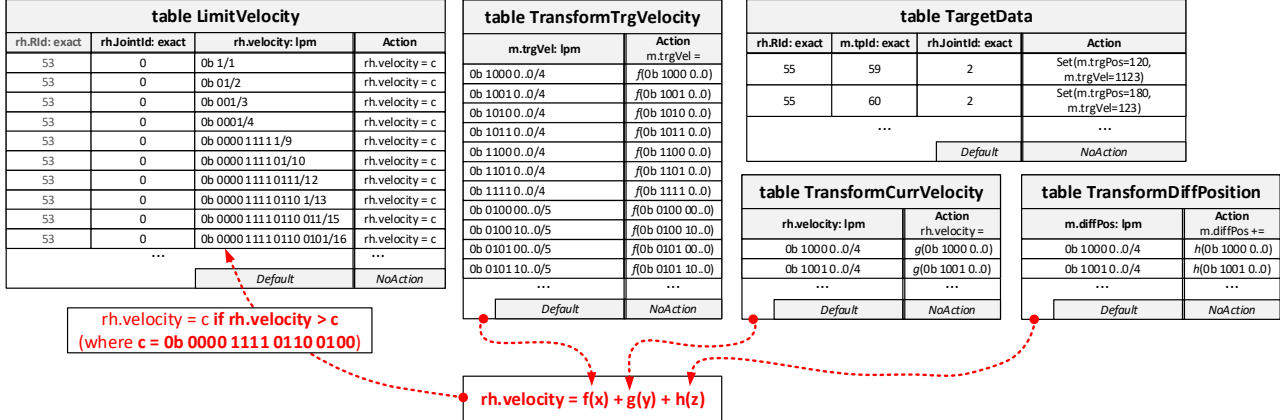 table LimitVelocity
rh.RId: exact rh.JointId: exact rh.velocity: lpm Action
53 0 0b 1/1 rh.velocity = c
53 0 0b 01/2 rh.velocity = c
53 0 0b 001/3 rh.velocity = c
53 0 0b 0001/4 rh.velocity = c
53 0 0b 0000 1111 1/9 rh.velocity = c
53 0 0b 0000 1111 01/10 rh.velocity = c
53 0 0b 0000 1111 0111/12 rh.velocity = c
53 0 0b 0000 1111 0110 1/13 rh.velocity = c
53 0 0b 0000 1111 0110 011/15 rh.velocity = c
53 0 0b 0000 1111 0110 0101/16 rh.velocity = c
... ...
Default NoAction
rh.velocity = c if rh.velocity > c
(where c = 0b 0000 1111 0110 0100)
table TransformTrgVelocity
m.trgVel: lpm Action
m.trgVel =
0b 1000 0..0/4 f(0b 1000 0..0)
0b 1001 0..0/4 f(0b 1001 0..0)
0b 1010 0..0/4 f(0b 1010 0..0)
0b 1011 0..0/4 f(0b 1011 0..0)
0b 1100 0..0/4 f(0b 1100 0..0)
0b 1101 0..0/4 f(0b 1101 0..0)
0b 1111 0..0/4 f(0b 1111 0..0)
0b 0100 00..0/5 f(0b 0100 00..0)
0b 0100 10..0/5 f(0b 0100 10..0)
0b 0101 00..0/5 f(0b 0101 00..0)
0b 0101 10..0/5 f(0b 0101 10..0)
... ...
Default NoAction
table TargetData
rh.RId: exact m.tpId: exact rh.JointId: exact Action
55 59 2 Set(m.trgPos=120,
m.trgVel=1123)
55 60 2 Set(m.trgPos=180,
m.trgVel=123)
... ...
Default NoAction
table TransformCurrVelocity
rh.velocity: lpm Action
rh.velocity =
0b 1000 0..0/4 g(0b 1000 0..0)
0b 1001 0..0/4 g(0b 1001 0..0)
... ...
Default NoAction
table TransformDiffPosition
m.diffPos: lpm Action
m.diffPos +=
0b 1000 0..0/4 h(0b 1000 0..0)
0b 1001 0..0/4 h(0b 1001 0..0)
... ...
Default NoAction
rh.velocity = f(x) + g(y) + h(z)